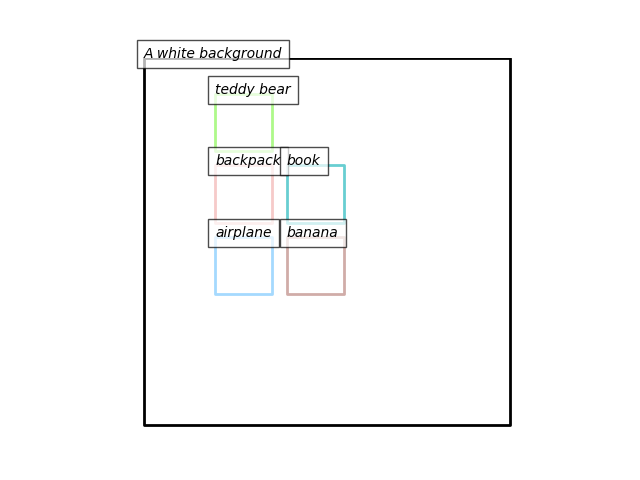 A white background
teddy bear
backpack
book
airplane
banana